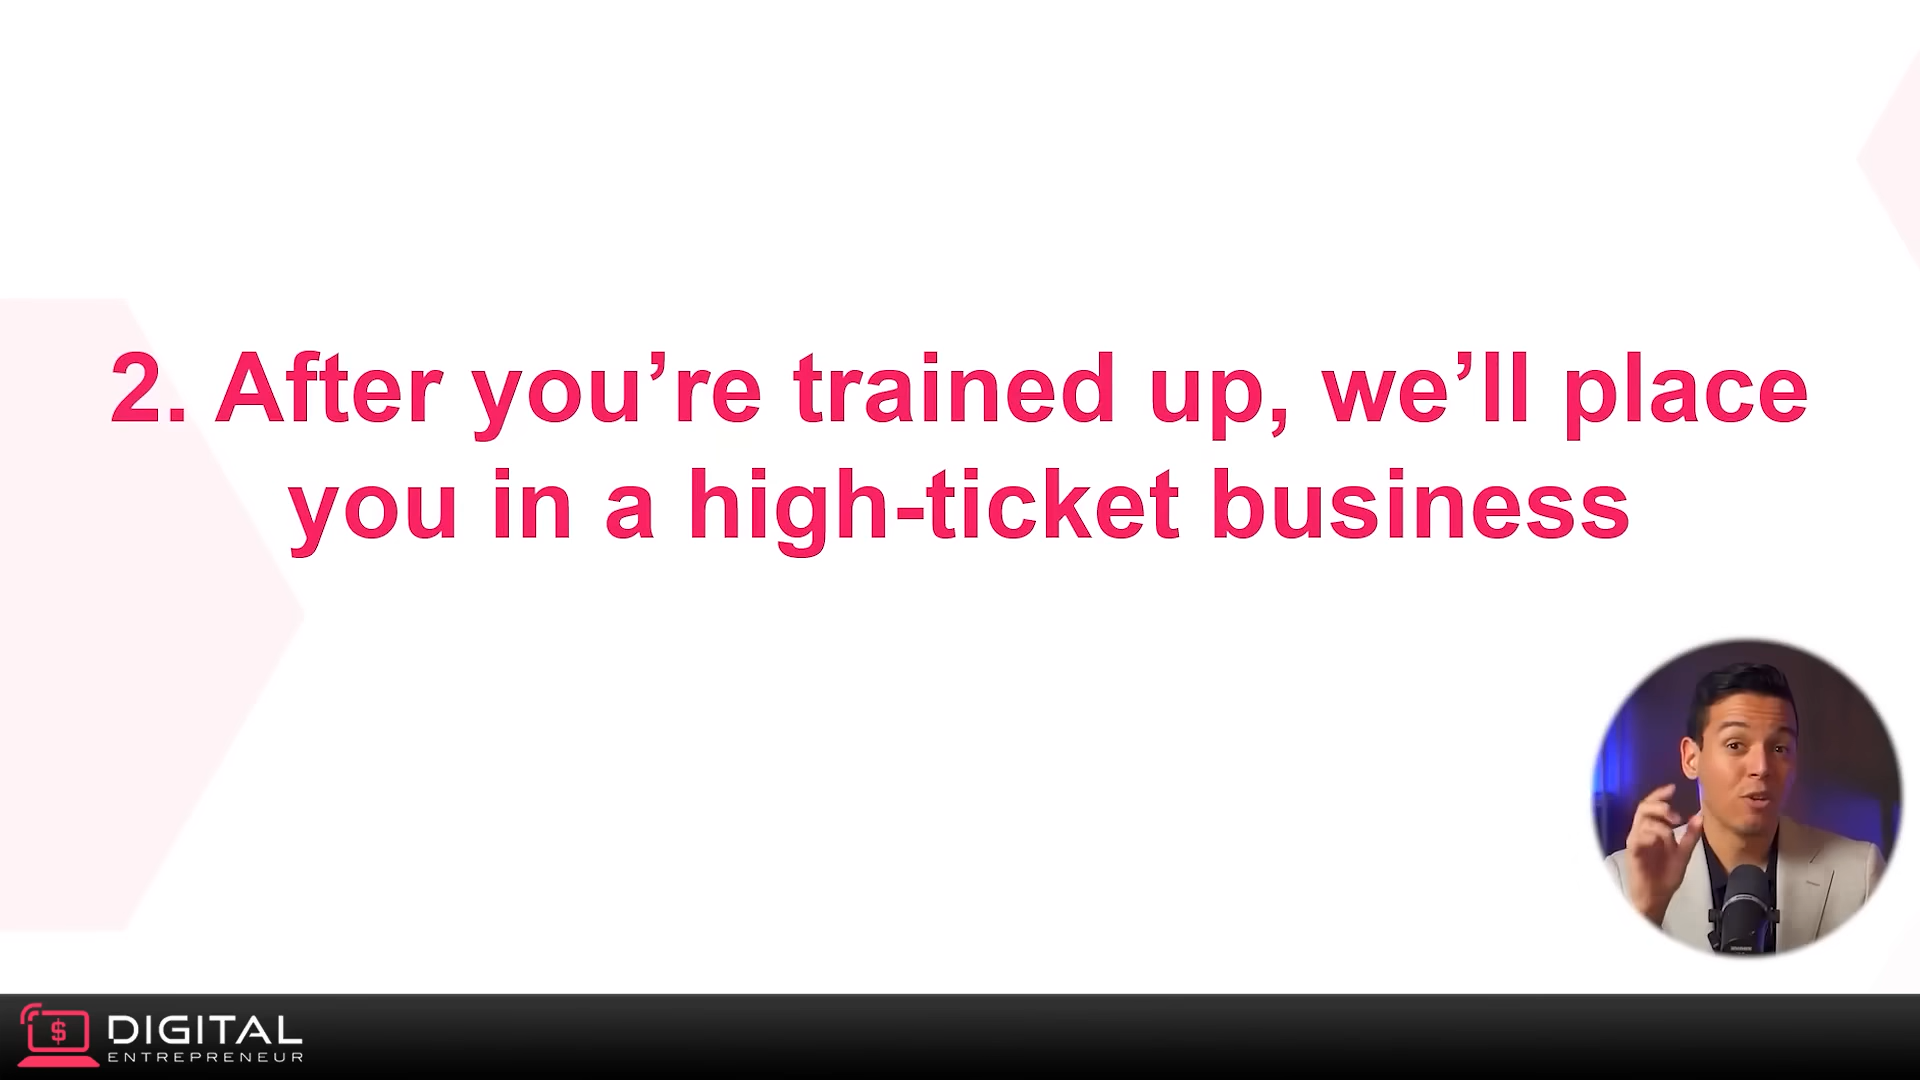 2. After you’re trained up, we’ll place
you in a high-ticket business
$
DIGITAL
ENTREPRENEUR